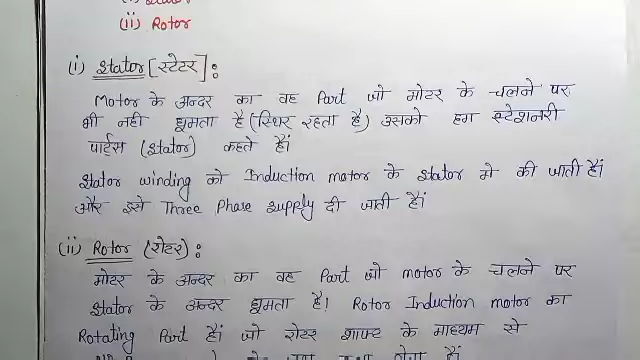 (ii) Rotor
(i) Stator [स्टेटर] :
Motor के अन्दर का वह Part जो मोटर के चलने पर
भी नही घूमता है (स्थिर रहता है) उसको हम स्टेशनरी
पार्ट्स (Stator) कहते हैं।
Stator winding को Induction motor के Stator मे की जाती हैं।
और इसे Three Phase supply दी जाती हैं।
(ii) Rotor (रोटर) :
मोटर के अन्दर का वह Part जो motor के चलने पर
Stator के अन्दर घूमता है। Rotor Induction motor का
Rotating Part हैं। जो रोटर शाफ्ट के माध्यम से